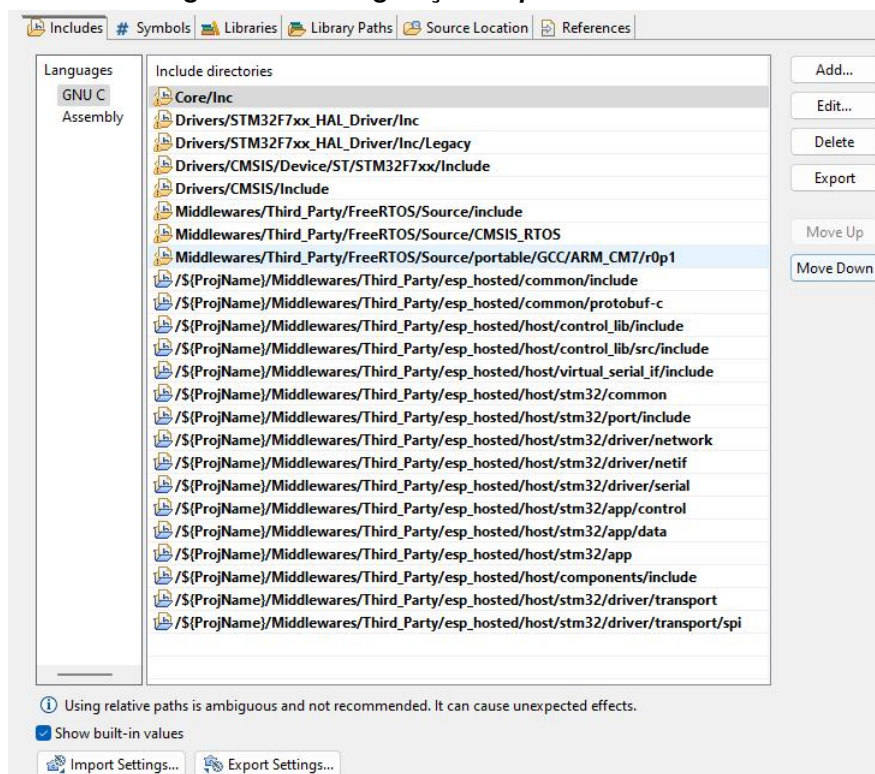 Includes # Symbols Libraries Library Paths Source Location References
Languages
GNU C
Assembly
Include directories
Core/Inc
Drivers/STM32F7xx_HAL_Driver/Inc
Drivers/STM32F7xx_HAL_Driver/Inc/Legacy
Drivers/CMSIS/Device/ST/STM32F7xx/Include
Drivers/CMSIS/Include
Middlewares/Third_Party/FreeRTOS/Source/include
Middlewares/Third_Party/FreeRTOS/Source/CMSIS_RTOS
Middlewares/Third_Party/FreeRTOS/Source/portable/GCC/ARM_CM7/r0p1
/${ProjName}/Middlewares/Third_Party/esp_hosted/common/include
/${ProjName}/Middlewares/Third_Party/esp_hosted/common/protobuf-c
/${ProjName}/Middlewares/Third_Party/esp_hosted/host/control_lib/include
/${ProjName}/Middlewares/Third_Party/esp_hosted/host/control_lib/src/include
/${ProjName}/Middlewares/Third_Party/esp_hosted/host/virtual_serial_if/include
/${ProjName}/Middlewares/Third_Party/esp_hosted/host/stm32/common
/${ProjName}/Middlewares/Third_Party/esp_hosted/host/stm32/port/include
/${ProjName}/Middlewares/Third_Party/esp_hosted/host/stm32/driver/network
/${ProjName}/Middlewares/Third_Party/esp_hosted/host/stm32/driver/netif
/${ProjName}/Middlewares/Third_Party/esp_hosted/host/stm32/driver/serial
/${ProjName}/Middlewares/Third_Party/esp_hosted/host/stm32/app/control
/${ProjName}/Middlewares/Third_Party/esp_hosted/host/stm32/app/data
/${ProjName}/Middlewares/Third_Party/esp_hosted/host/stm32/app
/${ProjName}/Middlewares/Third_Party/esp_hosted/host/components/include
/${ProjName}/Middlewares/Third_Party/esp_hosted/host/stm32/driver/transport
/${ProjName}/Middlewares/Third_Party/esp_hosted/host/stm32/driver/transport/spi
Add...
Edit...
Delete
Export
Move Up
Move Down
Using relative paths is ambiguous and not recommended. It can cause unexpected effects.
Show built-in values
Import Settings... Export Settings...